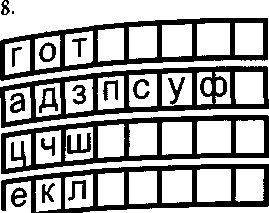 8.
г о т
а д з п с у ф
ц ч ш
е к л